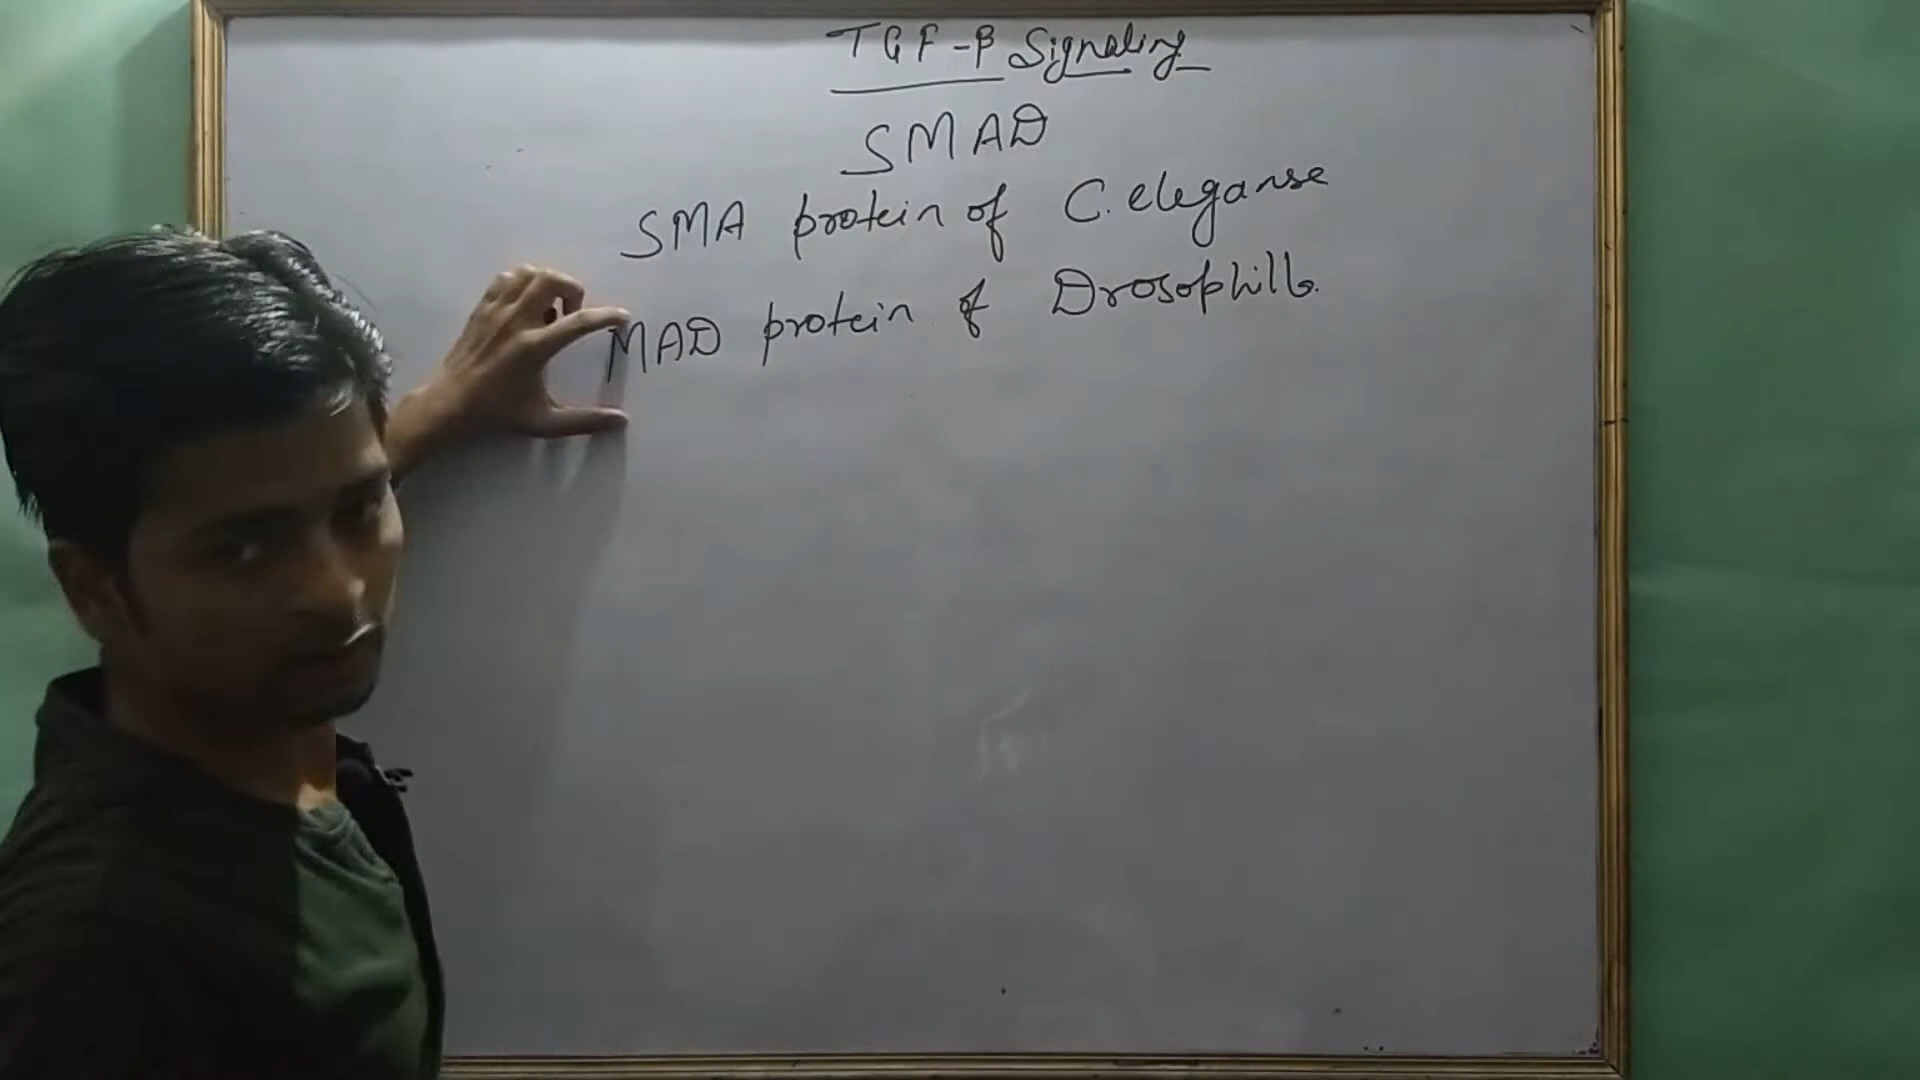 TGF-β Signaling
SMAD
SMA protein of C. eleganse
MAD protein of Drosophilla